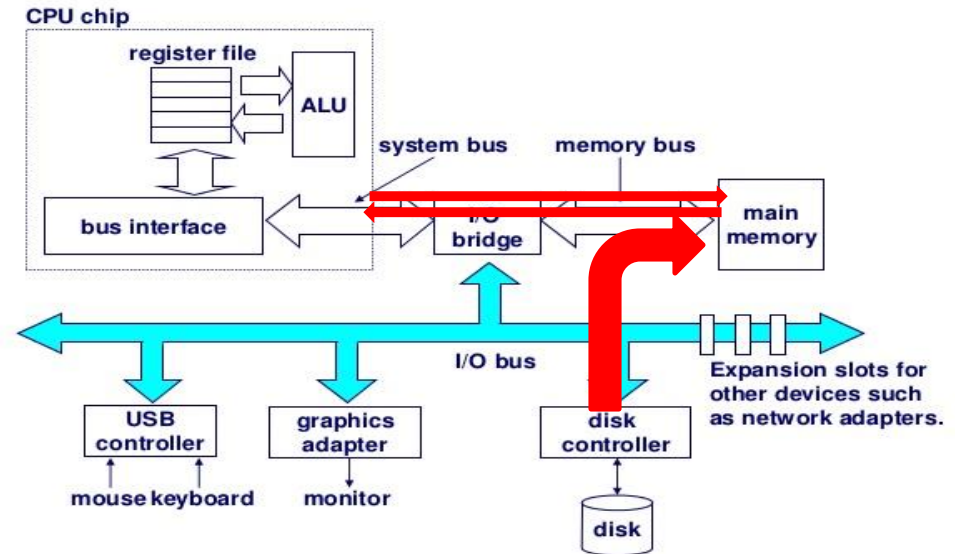 CPU chip
register file
ALU
system bus
memory bus
bus interface
I/O
bridge
main
memory
I/O bus
Expansion slots for
other devices such
as network adapters.
USB
controller
graphics
adapter
disk
controller
mouse keyboard
monitor
disk